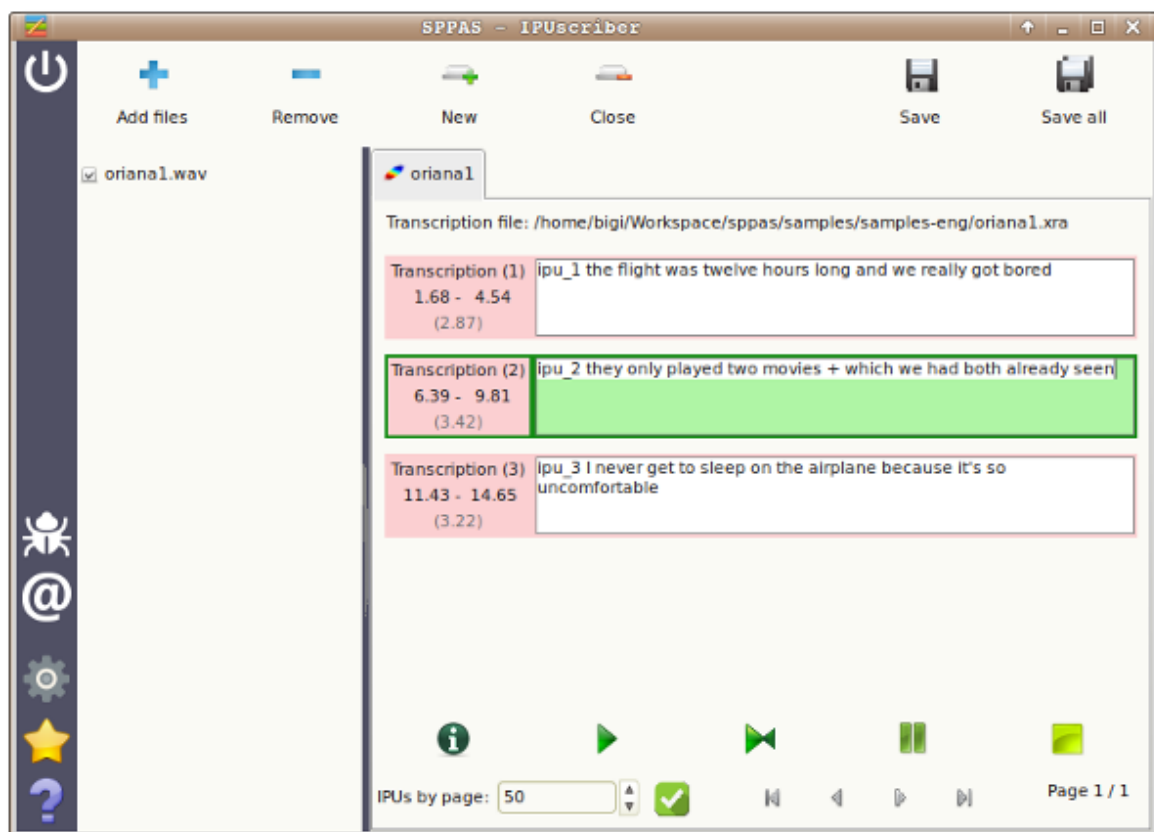 SPPAS - IPUscriber
Add files
Remove
New
Close
Save
Save all
oriana1.wav
oriana1
Transcription file: /home/bigi/Workspace/sppas/samples/samples-eng/oriana1.xra
Transcription (1)
1.68 - 4.54
(2.87)
ipu_1 the flight was twelve hours long and we really got bored
Transcription (2)
6.39 - 9.81
(3.42)
ipu_2 they only played two movies + which we had both already seen
Transcription (3)
11.43 - 14.65
(3.22)
ipu_3 I never get to sleep on the airplane because it's so
uncomfortable
IPUs by page: 50
Page 1 / 1